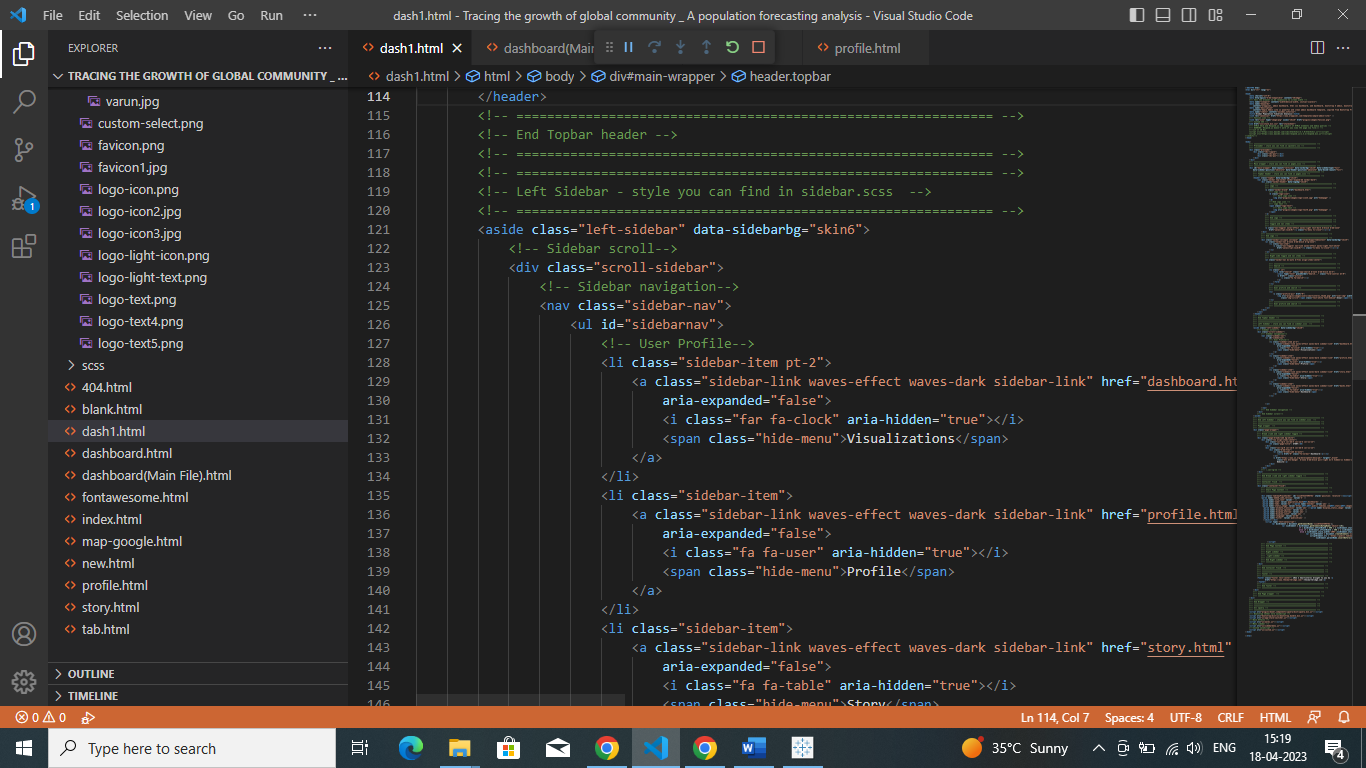 File Edit Selection View Go Run ··· dash1.html - Tracing the growth of global community _ A population forecasting analysis - Visual Studio Code
EXPLORER ···
dash1.html dashboard(Mai profile.html
TRACING THE GROWTH OF GLOBAL COMMUNITY _ ...
dash1.html > html > body > div#main-wrapper > header.topbar
varun.jpg
custom-select.png
favicon.png
favicon1.jpg
logo-icon.png
logo-icon2.jpg
logo-icon3.jpg
logo-light-icon.png
logo-light-text.png
logo-text.png
logo-text4.png
logo-text5.png
scss
404.html
blank.html
dash1.html
dashboard.html
dashboard(Main File).html
fontawesome.html
index.html
map-google.html
new.html
profile.html
story.html
tab.html
OUTLINE
TIMELINE
1
114 </header>
115 <!-- ============================================================== -->
116 <!-- End Topbar header -->
117 <!-- ============================================================== -->
118 <!-- ============================================================== -->
119 <!-- Left Sidebar - style you can find in sidebar.scss  -->
120 <!-- ============================================================== -->
121 <aside class="left-sidebar" data-sidebarbg="skin6">
122 <!-- Sidebar scroll-->
123 <div class="scroll-sidebar">
124 <!-- Sidebar navigation-->
125 <nav class="sidebar-nav">
126 <ul id="sidebarnav">
127 <!-- User Profile-->
128 <li class="sidebar-item pt-2">
129 <a class="sidebar-link waves-effect waves-dark sidebar-link" href="dashboard.ht
130 aria-expanded="false">
131 <i class="far fa-clock" aria-hidden="true"></i>
132 <span class="hide-menu">Visualizations</span>
133 </a>
134 </li>
135 <li class="sidebar-item">
136 <a class="sidebar-link waves-effect waves-dark sidebar-link" href="profile.html
137 aria-expanded="false">
138 <i class="fa fa-user" aria-hidden="true"></i>
139 <span class="hide-menu">Profile</span>
140 </a>
141 </li>
142 <li class="sidebar-item">
143 <a class="sidebar-link waves-effect waves-dark sidebar-link" href="story.html"
144 aria-expanded="false">
145 <i class="fa fa-table" aria-hidden="true"></i>
146 <span class="hide-menu">Story</span>
0 0 Ln 114, Col 7 Spaces: 4 UTF-8 CRLF HTML
Type here to search 35°C Sunny ENG 15:19
18-04-2023 4